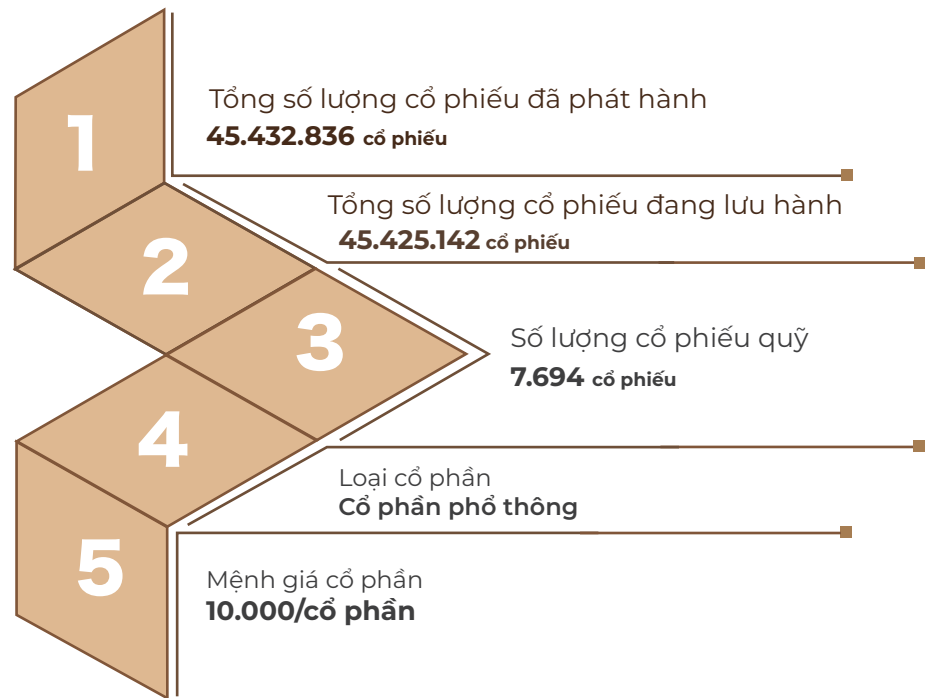 1
Tổng số lượng cổ phiếu đã phát hành
45.432.836 cổ phiếu
2
Tổng số lượng cổ phiếu đang lưu hành
45.425.142 cổ phiếu
3
Số lượng cổ phiếu quỹ
7.694 cổ phiếu
4
Loại cổ phần
Cổ phần phổ thông
5
Mệnh giá cổ phần
10.000/cổ phần